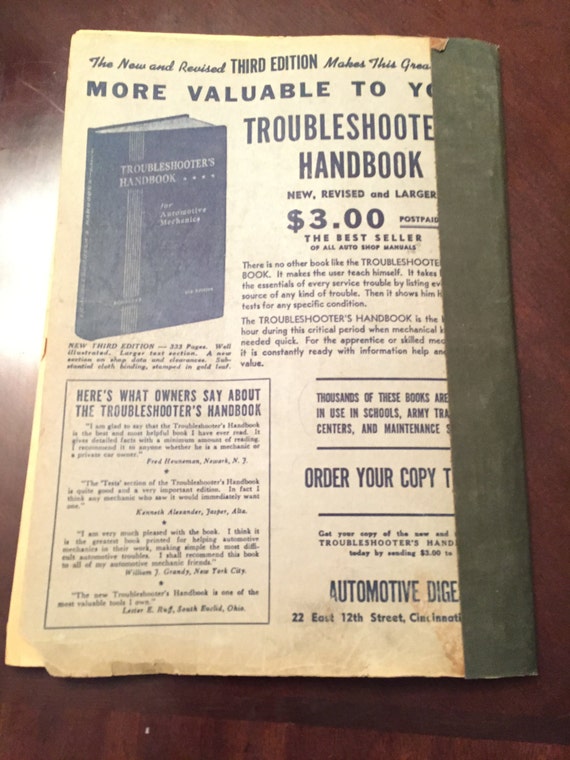 The New and Revised THIRD EDITION Makes This Grea
MORE VALUABLE TO YO
TROUBLESHOOTER'S
HANDBOOK ....
for
Automotive
Mechanics
TROUBLESHOOTE
HANDBOOK
NEW, REVISED and LARGER
$3.00 POSTPAID
THE BEST SELLER
OF ALL AUTO SHOP MANUALS
There is no other book like the TROUBLESHOOTE
BOOK. It makes the user teach himself. It takes
the essentials of every service trouble by listing ev
source of any kind of trouble. Then it shows him
tests for any specific condition.
The TROUBLESHOOTER'S HANDBOOK is the
hour during this critical period when mechanical k
needed quick. For the apprentice or skilled mec
it is constantly ready with information help an
value.
NEW THIRD EDITION — 333 Pages. Well
illustrated. Larger text section. A new
section on shop data and clearances. Sub-
stantial cloth binding, stamped in gold leaf.
HERE'S WHAT OWNERS SAY ABOUT
THE TROUBLESHOOTER'S HANDBOOK
"I am glad to say that the Troubleshooter's Handbook
is the best and most helpful book I have ever read. It
gives detailed facts with a minimum amount of reading.
I recommend it to anyone whether he is a mechanic or
a private car owner."
Fred Henneman, Newark, N. J.
"The 'Tests' section of the Troubleshooter's Handbook
is quite good and a very important edition. In fact I
think any mechanic who saw it would immediately want
one."
Kenneth Alexander, Jasper, Alta.
"I am very much pleased with the book. I think it
is the greatest book printed for helping automotive
mechanics in their work, making simple the most diffi-
cult automotive troubles. I shall recommend this book
to all of my automotive mechanic friends."
William J. Grandy, New York City.
"The new Troubleshooter's Handbook is one of the
most valuable tools I own."
Lester E. Ruff, South Euclid, Ohio.
THOUSANDS OF THESE BOOKS ARE
IN USE IN SCHOOLS, ARMY TRA
CENTERS, AND MAINTENANCE S
ORDER YOUR COPY T
Get your copy of the new and
TROUBLESHOOTER'S HAND
today by sending $3.00 to
AUTOMOTIVE DIGE
22 East 12th Street, Cincinnati